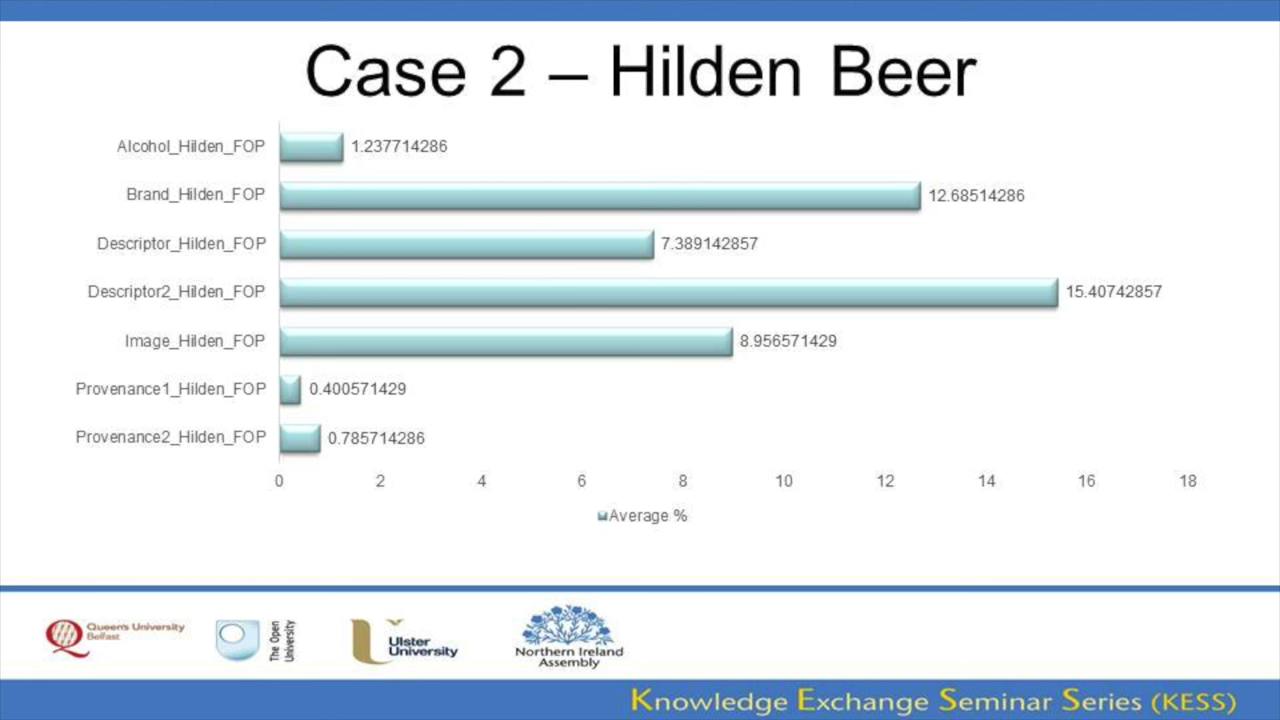 Case 2 – Hilden Beer
Alcohol_Hilden_FOP 1.237714286
Brand_Hilden_FOP 12.68514286
Descriptor_Hilden_FOP 7.389142857
Descriptor2_Hilden_FOP 15.40742857
Image_Hilden_FOP 8.956571429
Provenance1_Hilden_FOP 0.400571429
Provenance2_Hilden_FOP 0.785714286
0 2 4 6 8 10 12 14 16 18
Average %
Queen's University
Belfast
The Open
University
Ulster
University
Northern Ireland
Assembly
Knowledge Exchange Seminar Series (KESS)